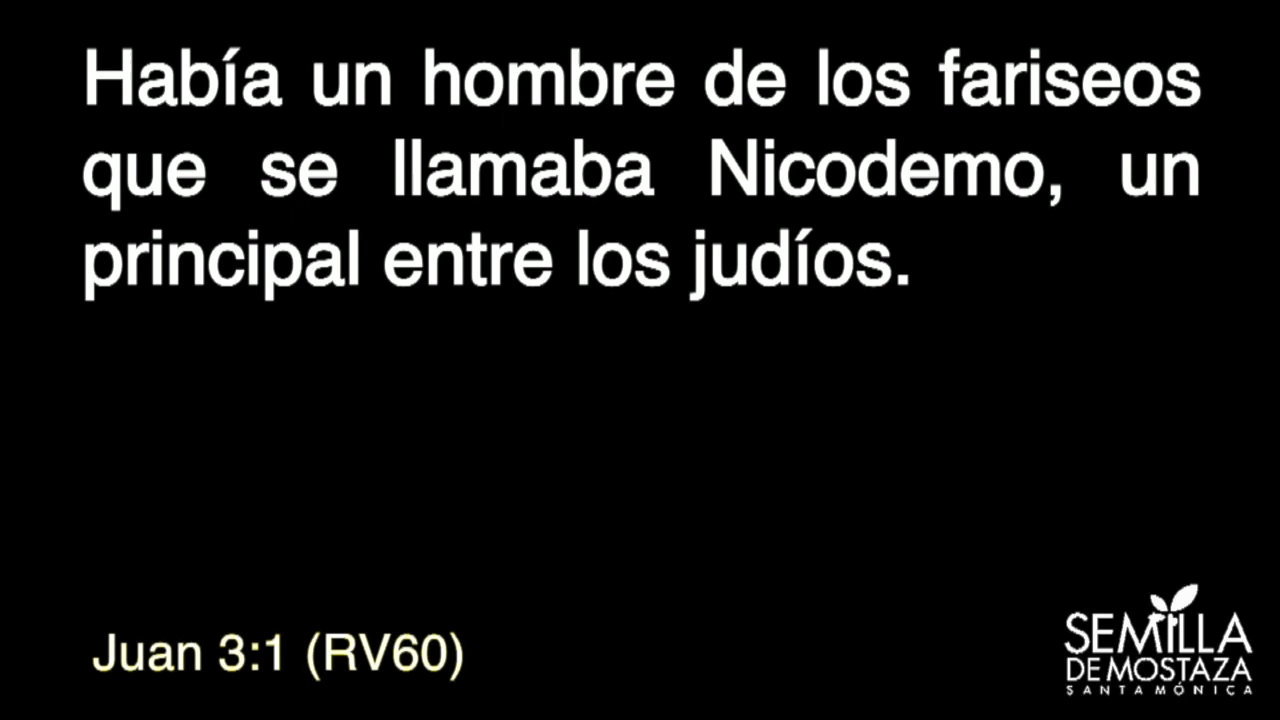 Había un hombre de los fariseos
que se llamaba Nicodemo, un
principal entre los judíos.
Juan 3:1 (RV60)
SEMILLA
DE MOSTAZA
SANTA MÓNICA